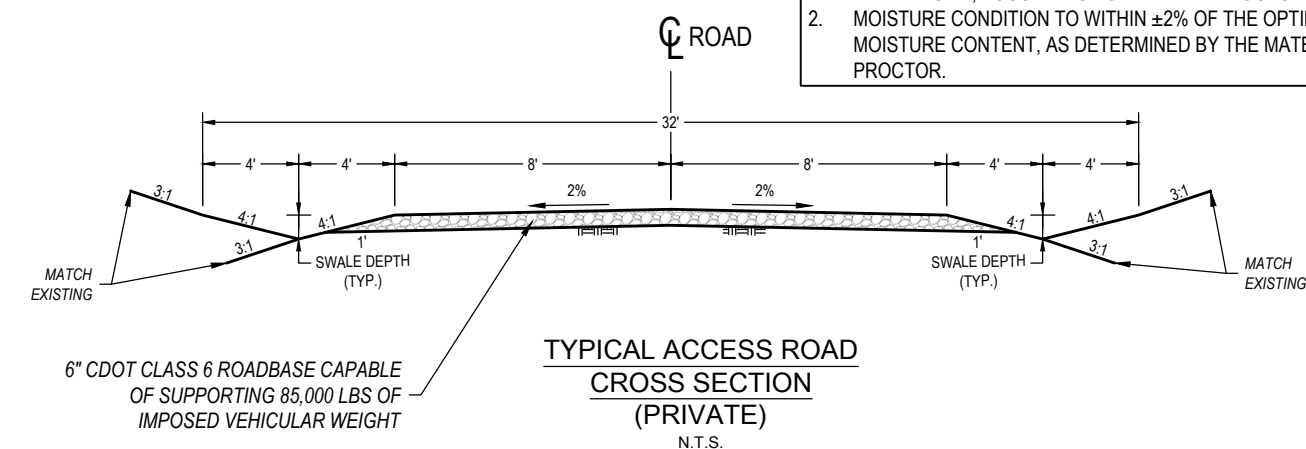 2. MOISTURE CONDITION TO WITHIN ±2% OF THE
MOISTURE CONTENT, AS DETERMINED BY THE
PROCTOR.
℄ ROAD
32'
4' 4' 8' 8' 4' 4'
2% 2%
3:1 4:1 4:1 3:1
3:1 4:1 4:1 3:1
1' 1'
SWALE DEPTH
(TYP.)
SWALE DEPTH
(TYP.)
MATCH
EXISTING
MATCH
EXISTING
6" CDOT CLASS 6 ROADBASE CAPABLE
OF SUPPORTING 85,000 LBS OF
IMPOSED VEHICULAR WEIGHT
TYPICAL ACCESS ROAD
CROSS SECTION
(PRIVATE)
N.T.S.